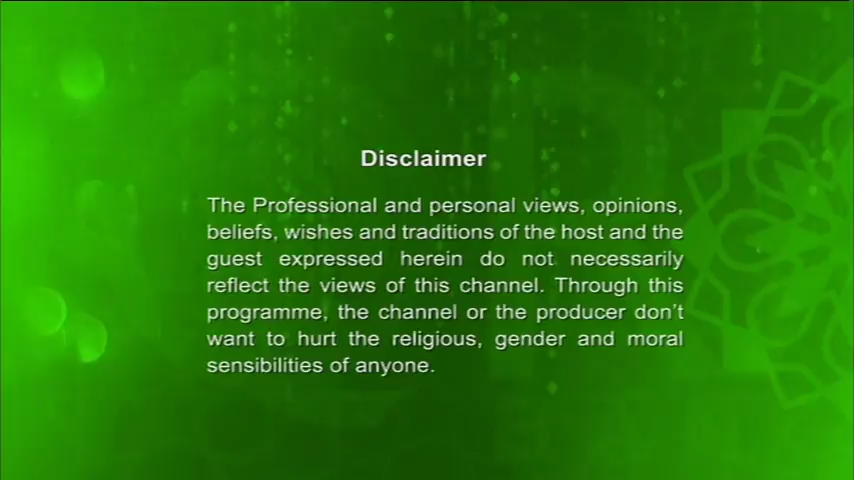 Disclaimer
The Professional and personal views, opinions,
beliefs, wishes and traditions of the host and the
guest expressed herein do not necessarily
reflect the views of this channel. Through this
programme, the channel or the producer don't
want to hurt the religious, gender and moral
sensibilities of anyone.